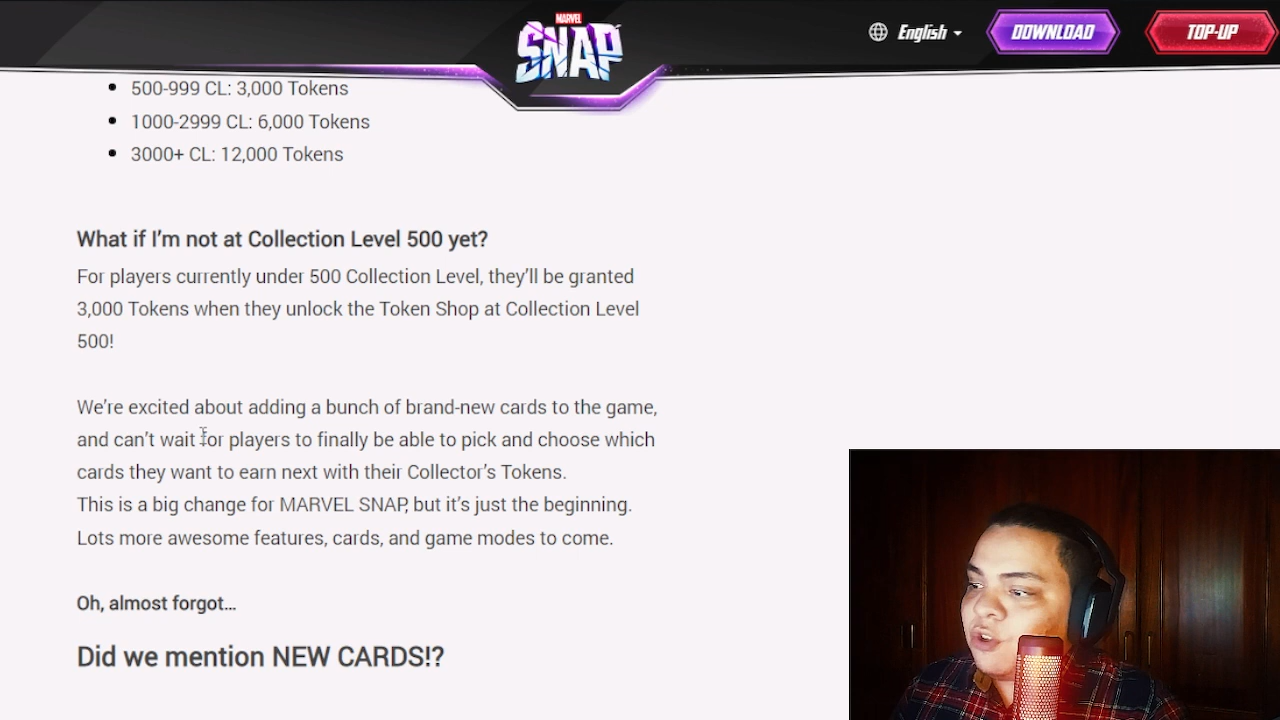 MARVEL
SNAP
English
DOWNLOAD
TOP-UP
500-999 CL: 3,000 Tokens
1000-2999 CL: 6,000 Tokens
3000+ CL: 12,000 Tokens
What if I'm not at Collection Level 500 yet?
For players currently under 500 Collection Level, they'll be granted
3,000 Tokens when they unlock the Token Shop at Collection Level
500!
We're excited about adding a bunch of brand-new cards to the game,
and can't wait for players to finally be able to pick and choose which
cards they want to earn next with their Collector's Tokens.
This is a big change for MARVEL SNAP, but it's just the beginning.
Lots more awesome features, cards, and game modes to come.
Oh, almost forgot...
Did we mention NEW CARDS!?